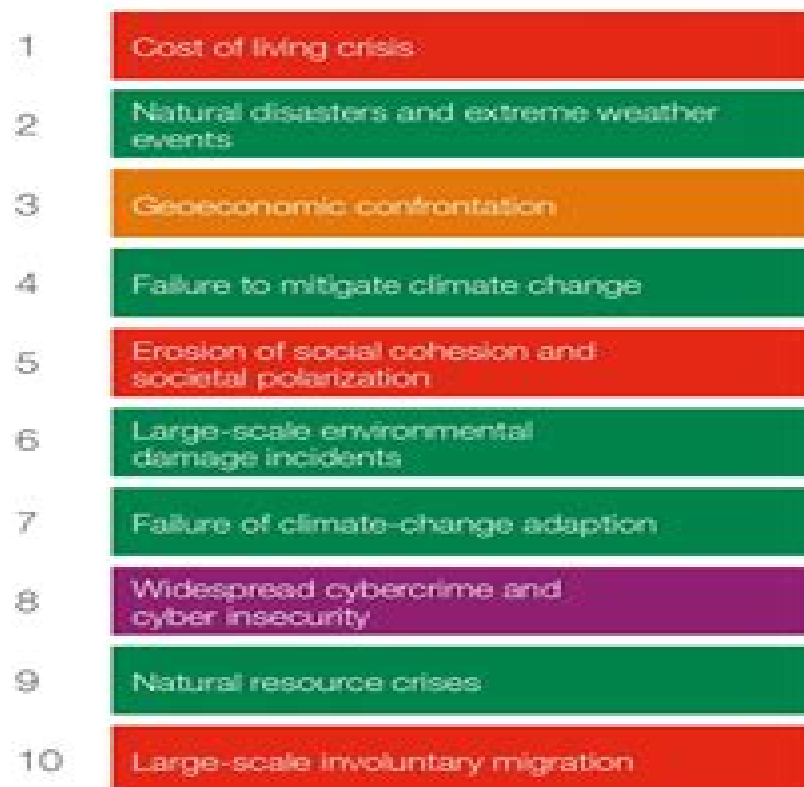 1 Cost of living crisis
2 Natural disasters and extreme weather
events
3 Geoeconomic confrontation
4 Failure to mitigate climate change
5 Erosion of social cohesion and
societal polarization
6 Large-scale environmental
damage incidents
7 Failure of climate-change adaption
8 Widespread cybercrime and
cyber insecurity
9 Natural resource crises
10 Large-scale involuntary migration